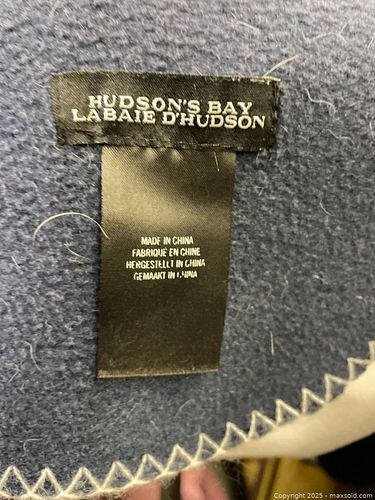 HUDSON'S BAY
LABAIE D'HUDSON
MADE IN CHINA
FABRIQUÉ EN CHINE
HERGESTELLT IN CHINA
GEMAAKT IN CHINA
Copyright 2025 - maxsold.com